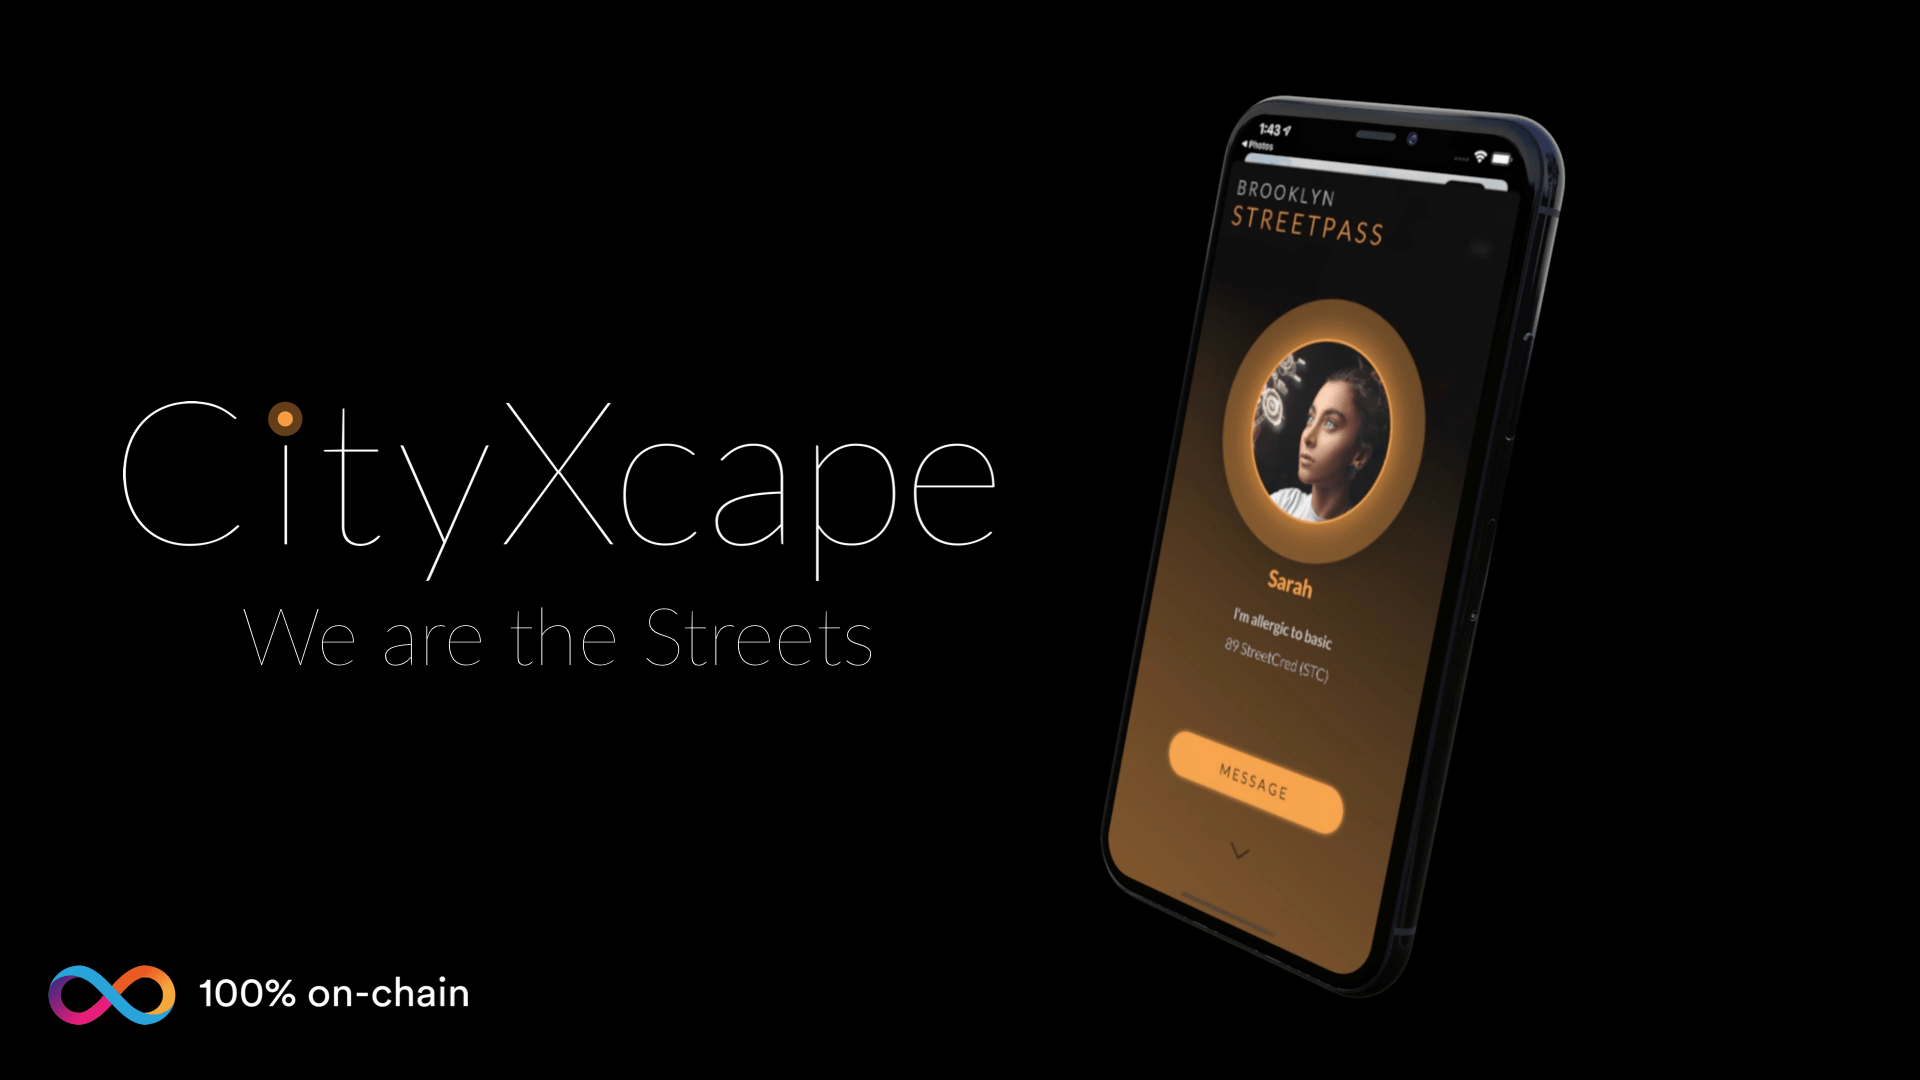 CityXcape
We are the Streets
100% on-chain
1:43
Photos
BROOKLYN
STREETPASS
Sarah
I'm allergic to basic
89 StreetCred (STC)
MESSAGE